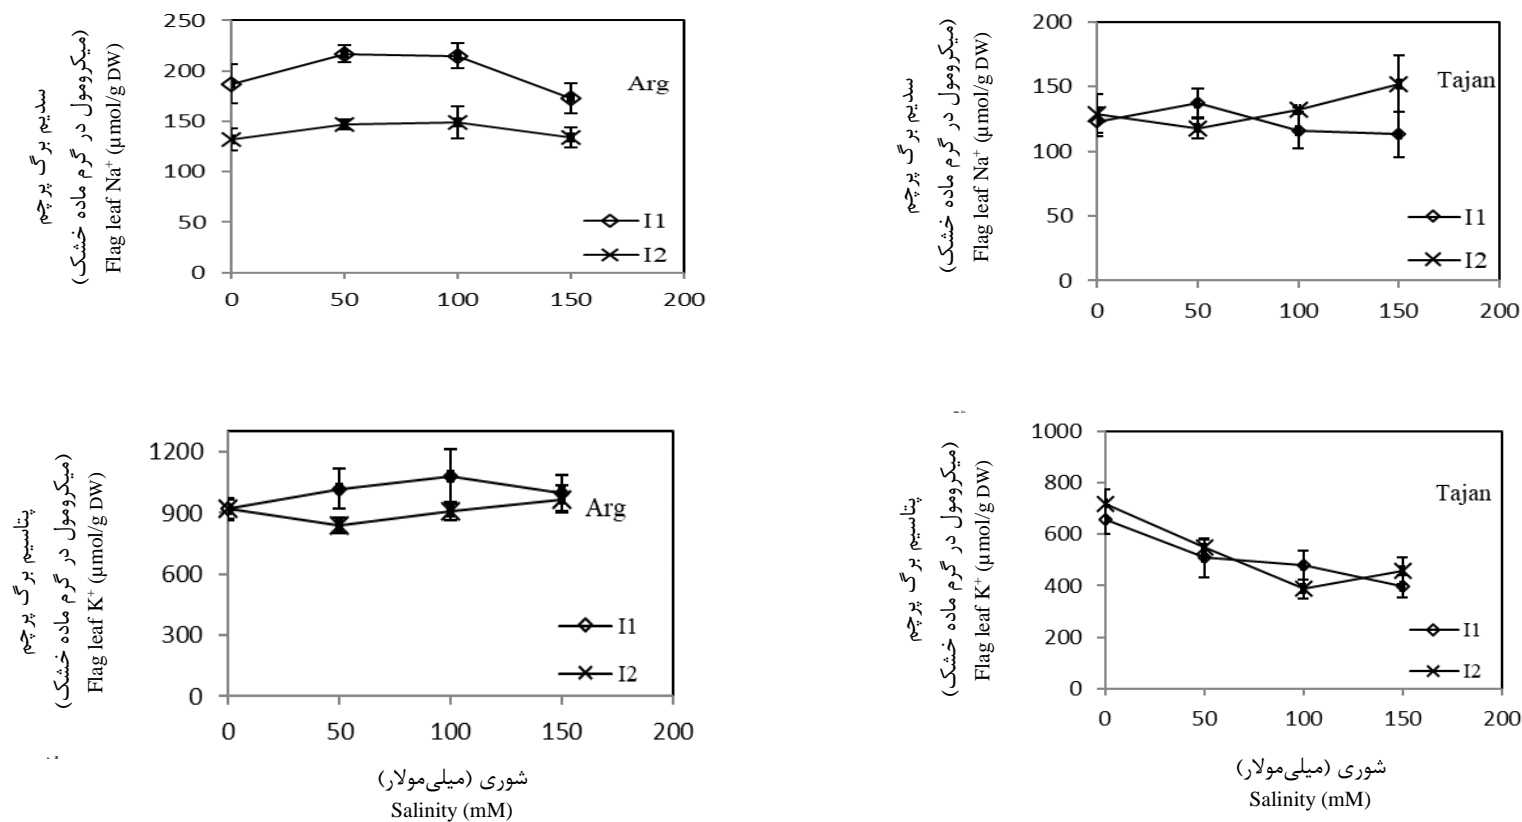 سدیم برگ پرچم
(میکرومول در گرم ماده خشک)
Flag leaf Na⁺ (µmol/g DW)
250
200
150
100
50
0
0 50 100 150 200
Arg
I1
I2
سدیم برگ پرچم
(میکرومول در گرم ماده خشک)
Flag leaf Na⁺ (µmol/g DW)
200
150
100
50
0
0 50 100 150 200
Tajan
I1
I2
پتاسیم برگ پرچم
(میکرومول در گرم ماده خشک)
Flag leaf K⁺ (µmol/g DW)
1200
900
600
300
0
0 50 100 150 200
Arg
I1
I2
شوری (میلی‌مولار)
Salinity (mM)
پتاسیم برگ پرچم
(میکرومول در گرم ماده خشک)
Flag leaf K⁺ (µmol/g DW)
1000
800
600
400
200
0
0 50 100 150 200
Tajan
I1
I2
شوری (میلی‌مولار)
Salinity (mM)